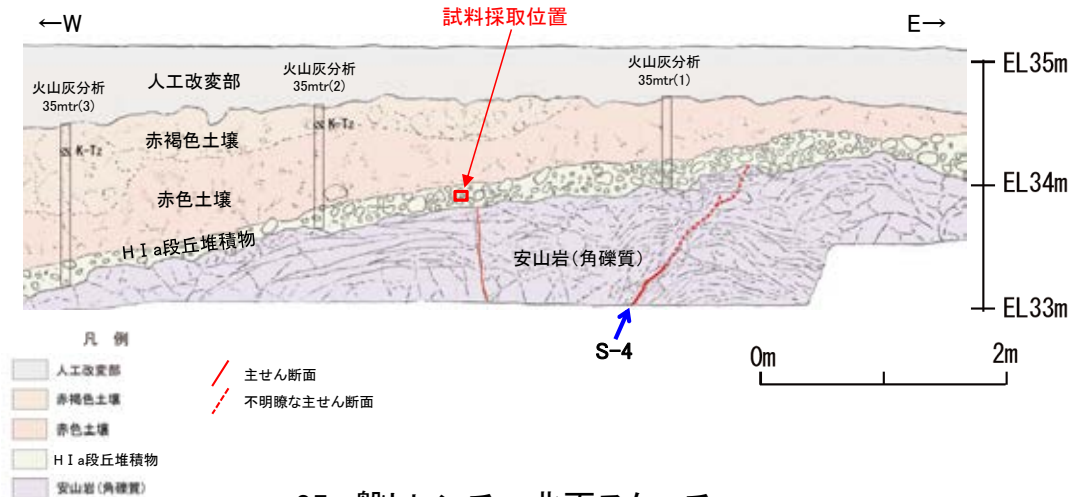 ←W
試料採取位置
E→
火山灰分析
35mtr(3)
人工改変部
火山灰分析
35mtr(2)
火山灰分析
35mtr(1)
EL35m
K-Tz
K-Tz
赤褐色土壌
赤色土壌
EL34m
HⅠa段丘堆積物
安山岩(角礫質)
EL33m
S-4
凡 例
人工改変部
赤褐色土壌
赤色土壌
HⅠa段丘堆積物
安山岩(角礫質)
主せん断面
不明瞭な主せん断面
0m
2m